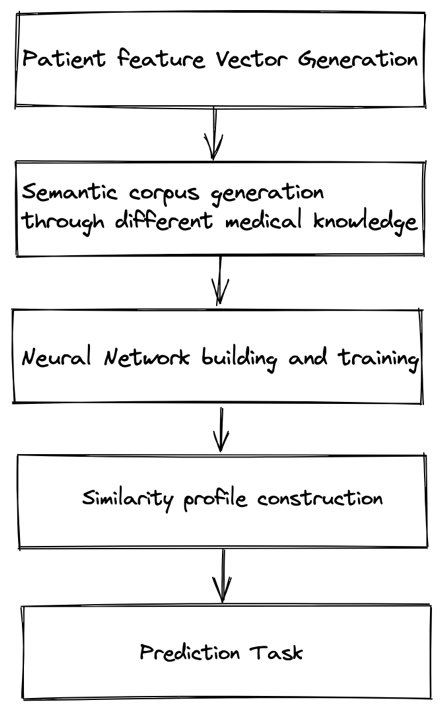 Patient feature Vector Generation
Semantic corpus generation
through different medical knowledge
Neural Network building and training
Similarity profile construction
Prediction Task